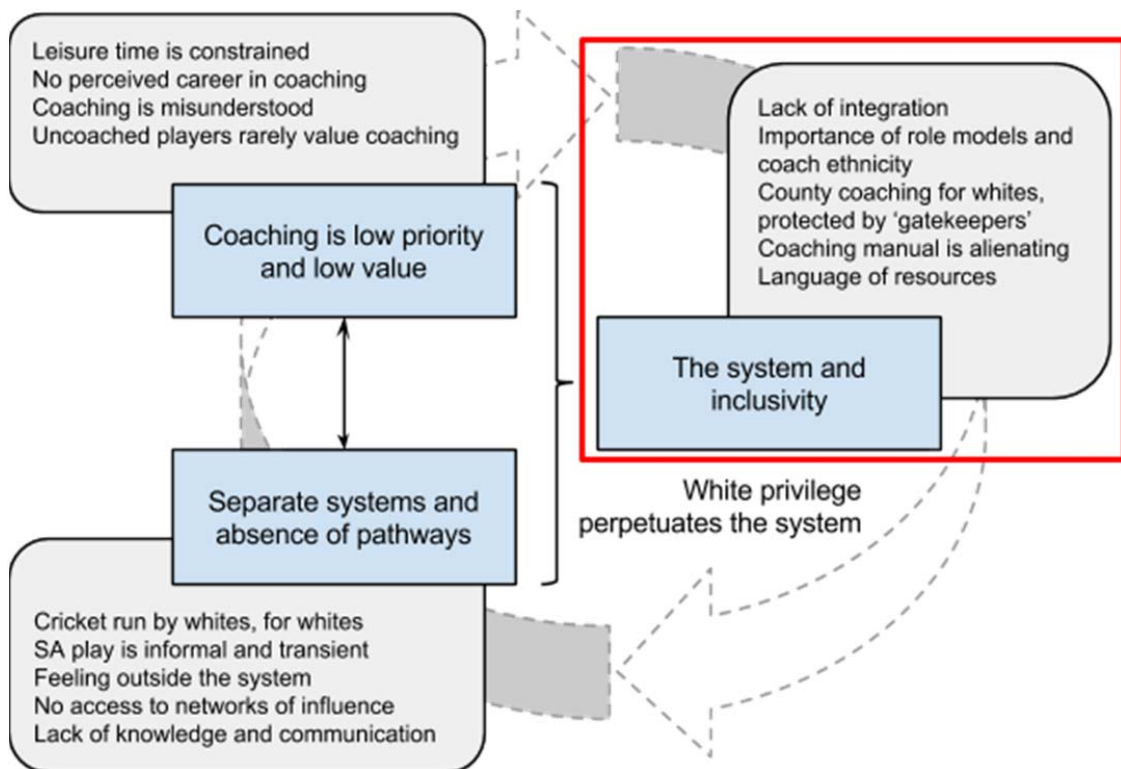 Leisure time is constrained
No perceived career in coaching
Coaching is misunderstood
Uncoached players rarely value coaching
Coaching is low priority
and low value
Lack of integration
Importance of role models and
coach ethnicity
County coaching for whites,
protected by ‘gatekeepers’
Coaching manual is alienating
Language of resources
The system and
inclusivity
Separate systems and
absence of pathways
White privilege
perpetuates the system
Cricket run by whites, for whites
SA play is informal and transient
Feeling outside the system
No access to networks of influence
Lack of knowledge and communication